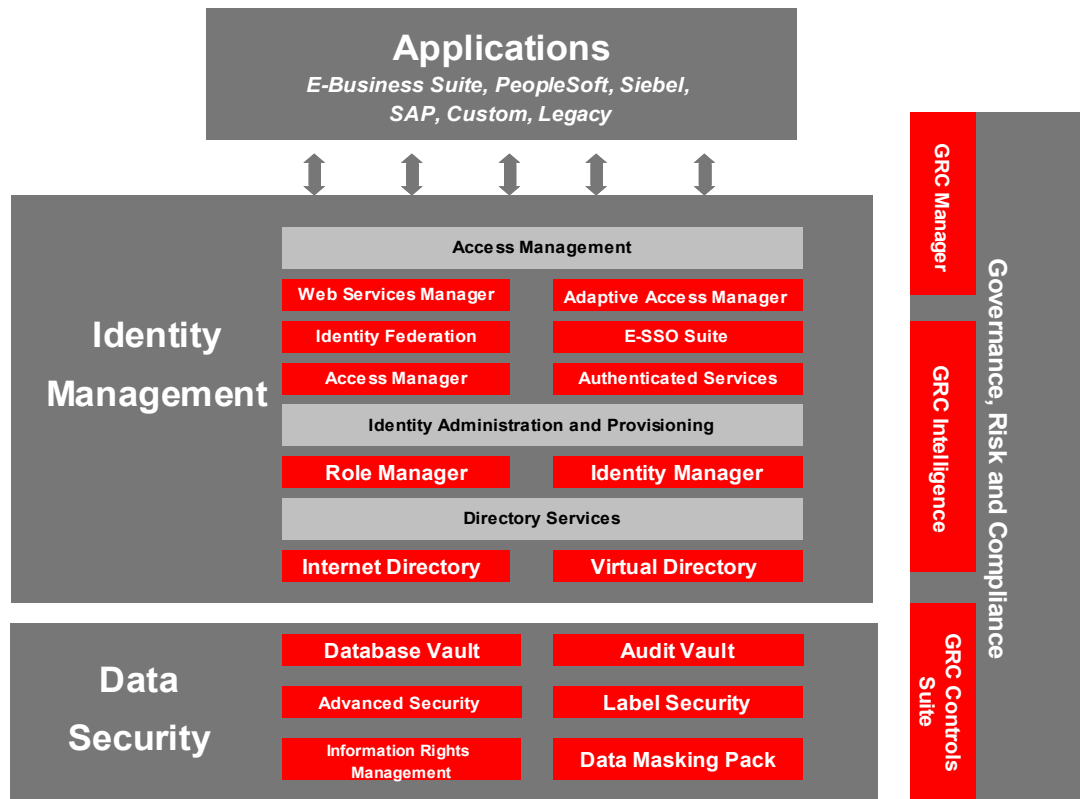 Applications
E-Business Suite, PeopleSoft, Siebel,
SAP, Custom, Legacy
Identity
Management
Access Management
Web Services Manager
Adaptive Access Manager
Identity Federation
E-SSO Suite
Access Manager
Authenticated Services
Identity Administration and Provisioning
Role Manager
Identity Manager
Directory Services
Internet Directory
Virtual Directory
Data
Security
Database Vault
Audit Vault
Advanced Security
Label Security
Information Rights
Management
Data Masking Pack
GRC Manager
GRC Intelligence
GRC Controls
Suite
Governance, Risk and Compliance